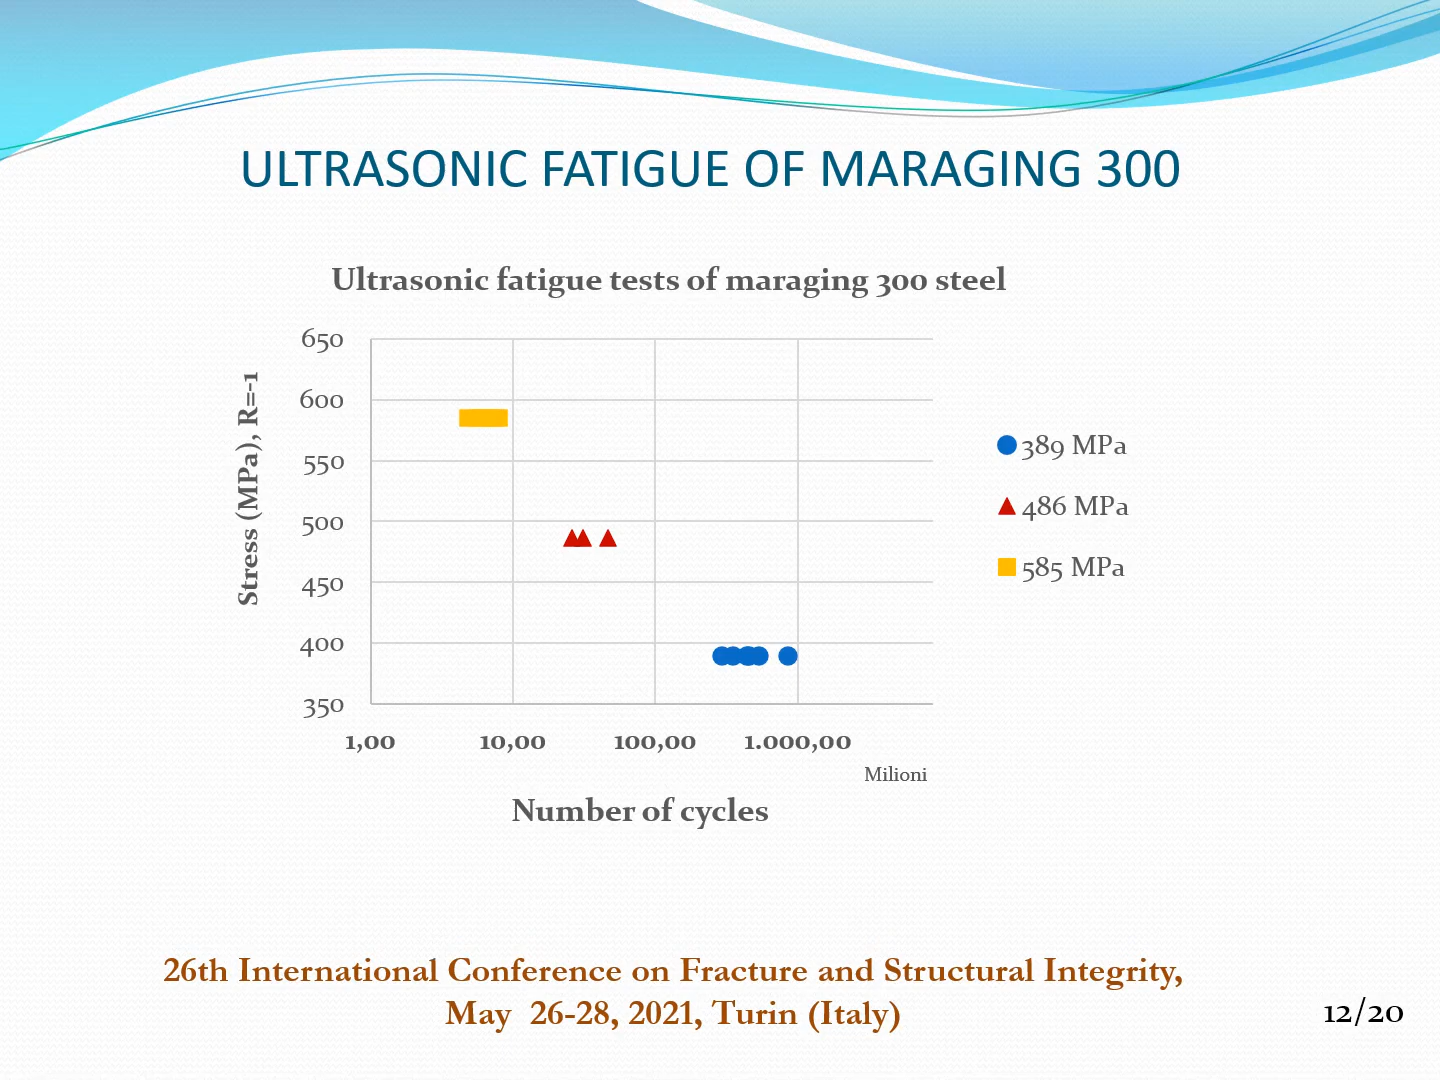 ULTRASONIC FATIGUE OF MARAGING 300
Ultrasonic fatigue tests of maraging 300 steel
Stress (MPa), R=-1
650
600
550
500
450
400
350
1,00 10,00 100,00 1.000,00
Milioni
Number of cycles
389 MPa
486 MPa
585 MPa
26th International Conference on Fracture and Structural Integrity,
May 26-28, 2021, Turin (Italy)
12/20